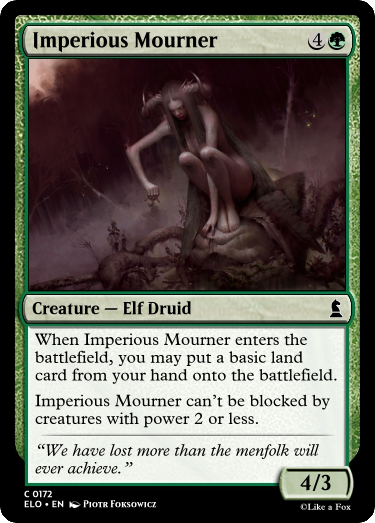 Imperious Mourner 4
Creature — Elf Druid
When Imperious Mourner enters the
battlefield, you may put a basic land
card from your hand onto the battlefield.
Imperious Mourner can't be blocked by
creatures with power 2 or less.
“We have lost more than the menfolk will
ever achieve.”
4/3
C 0172
ELO • EN Piotr Foksowicz
©Like a Fox